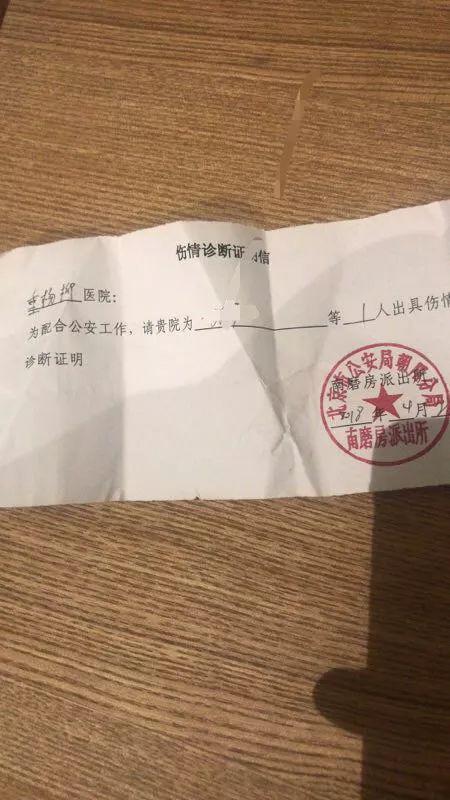 伤情诊断证 信
垂杨柳医院：
为配合公安工作，请贵院为 等1人出具伤情
诊断证明
南磨房派出所
2018年4月
北京市公安局朝阳分局
南磨房派出所